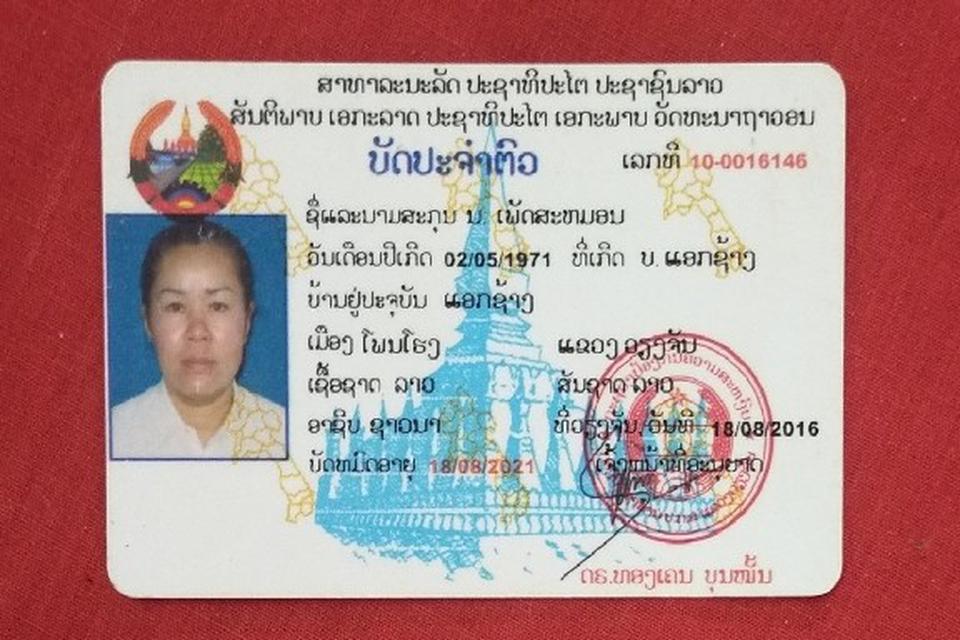 ສາທາລະນະລັດ ປະຊາທິປະໄຕ ປະຊາຊົນລາວ
ສັນຕິພາບ ເອກະລາດ ປະຊາທິປະໄຕ ເອກະພາບ ວັດທະນາຖາວອນ
ບັດປະຈຳຕົວ ເລກທີ 10-0016146
ຊື່ແລະນາມສະກຸນ ນ. ເພັດສະຫມອນ
ວັນເດືອນປີເກີດ 02/05/1971 ທີ່ເກີດ ບ. ແອກຊ້າງ
ບ້ານຢູ່ປະຈຸບັນ ແອກຊ້າງ
ເມືອງ ໂພນໂຮງ ແຂວງ ວຽງຈັນ
ເຊື້ອຊາດ ລາວ ສັນຊາດ ລາວ
ອາຊີບ ຊາວນາ ທີ່ວຽງຈັນ, ວັນທີ 18/08/2016
ບັດຫມົດອາຍຸ 18/08/2021 ເຈົ້າຫນ້າທີ່ອະນຸຍາດ
ດຣ.ທອງເຄນ ບຸນໝັ້ນ